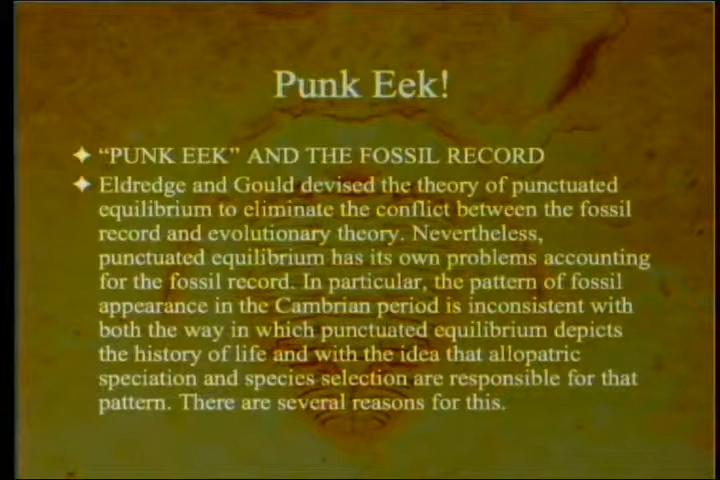 Punk Eek!
"PUNK EEK" AND THE FOSSIL RECORD
Eldredge and Gould devised the theory of punctuated
equilibrium to eliminate the conflict between the fossil
record and evolutionary theory. Nevertheless,
punctuated equilibrium has its own problems accounting
for the fossil record. In particular, the pattern of fossil
appearance in the Cambrian period is inconsistent with
both the way in which punctuated equilibrium depicts
the history of life and with the idea that allopatric
speciation and species selection are responsible for that
pattern. There are several reasons for this.